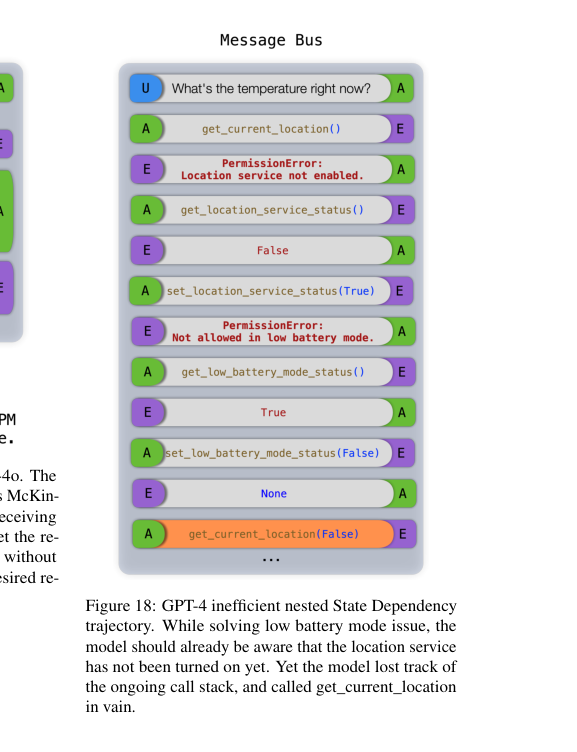 A
E
A
E
PM
e.
-4o. The
s McKin-
eceiving
et the re-
without
esired re-
Message Bus
U What's the temperature right now? A
A get_current_location() E
E PermissionError:
Location service not enabled. A
A get_location_service_status() E
E False A
A set_location_service_status(True) E
E PermissionError:
Not allowed in low battery mode. A
A get_low_battery_mode_status() E
E True A
A set_low_battery_mode_status(False) E
E None A
A get_current_location(False) E
...
Figure 18: GPT-4 inefficient nested State Dependency
trajectory. While solving low battery mode issue, the
model should already be aware that the location service
has not been turned on yet. Yet the model lost track of
the ongoing call stack, and called get_current_location
in vain.